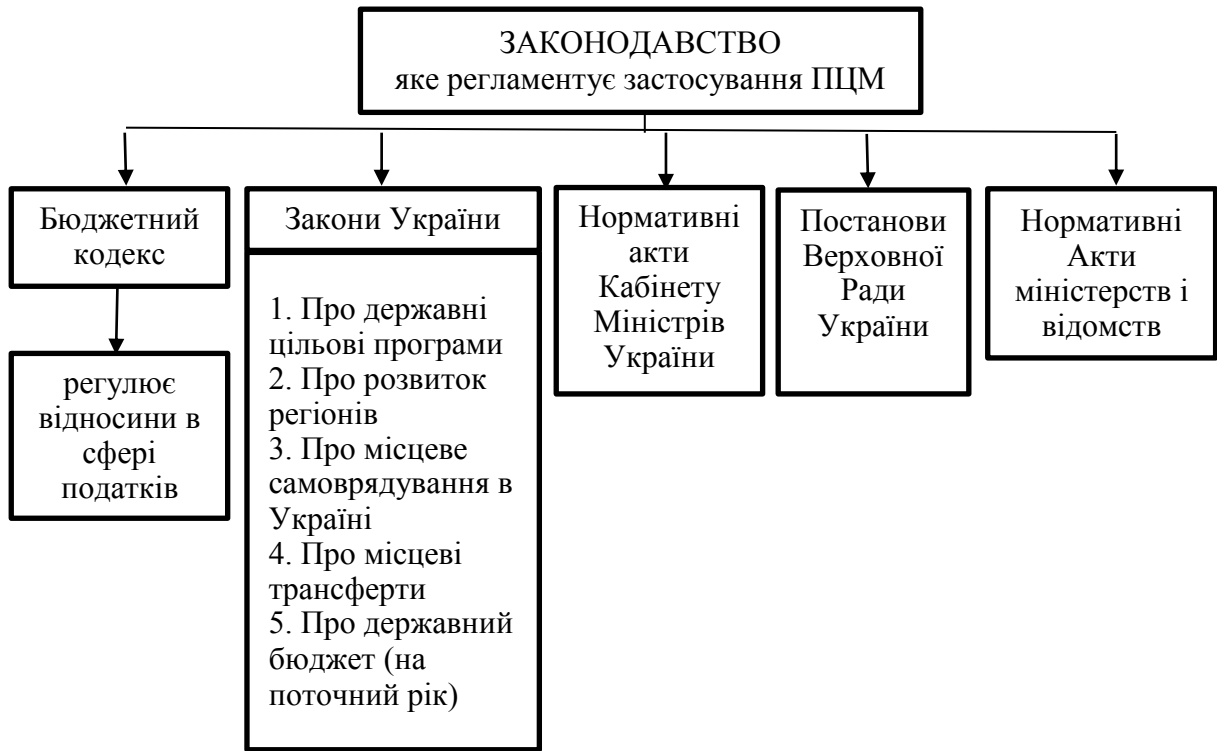 ЗАКОНОДАВСТВО
яке регламентує застосування ПЦМ
Бюджетний
кодекс
регулює
відносини в
сфері
податків
Закони України
1. Про державні
цільові програми
2. Про розвиток
регіонів
3. Про місцеве
самоврядування в
Україні
4. Про місцеві
трансферти
5. Про державний
бюджет (на
поточний рік)
Нормативні
акти
Кабінету
Міністрів
України
Постанови
Верховної
Ради
України
Нормативні
Акти
міністерств і
відомств